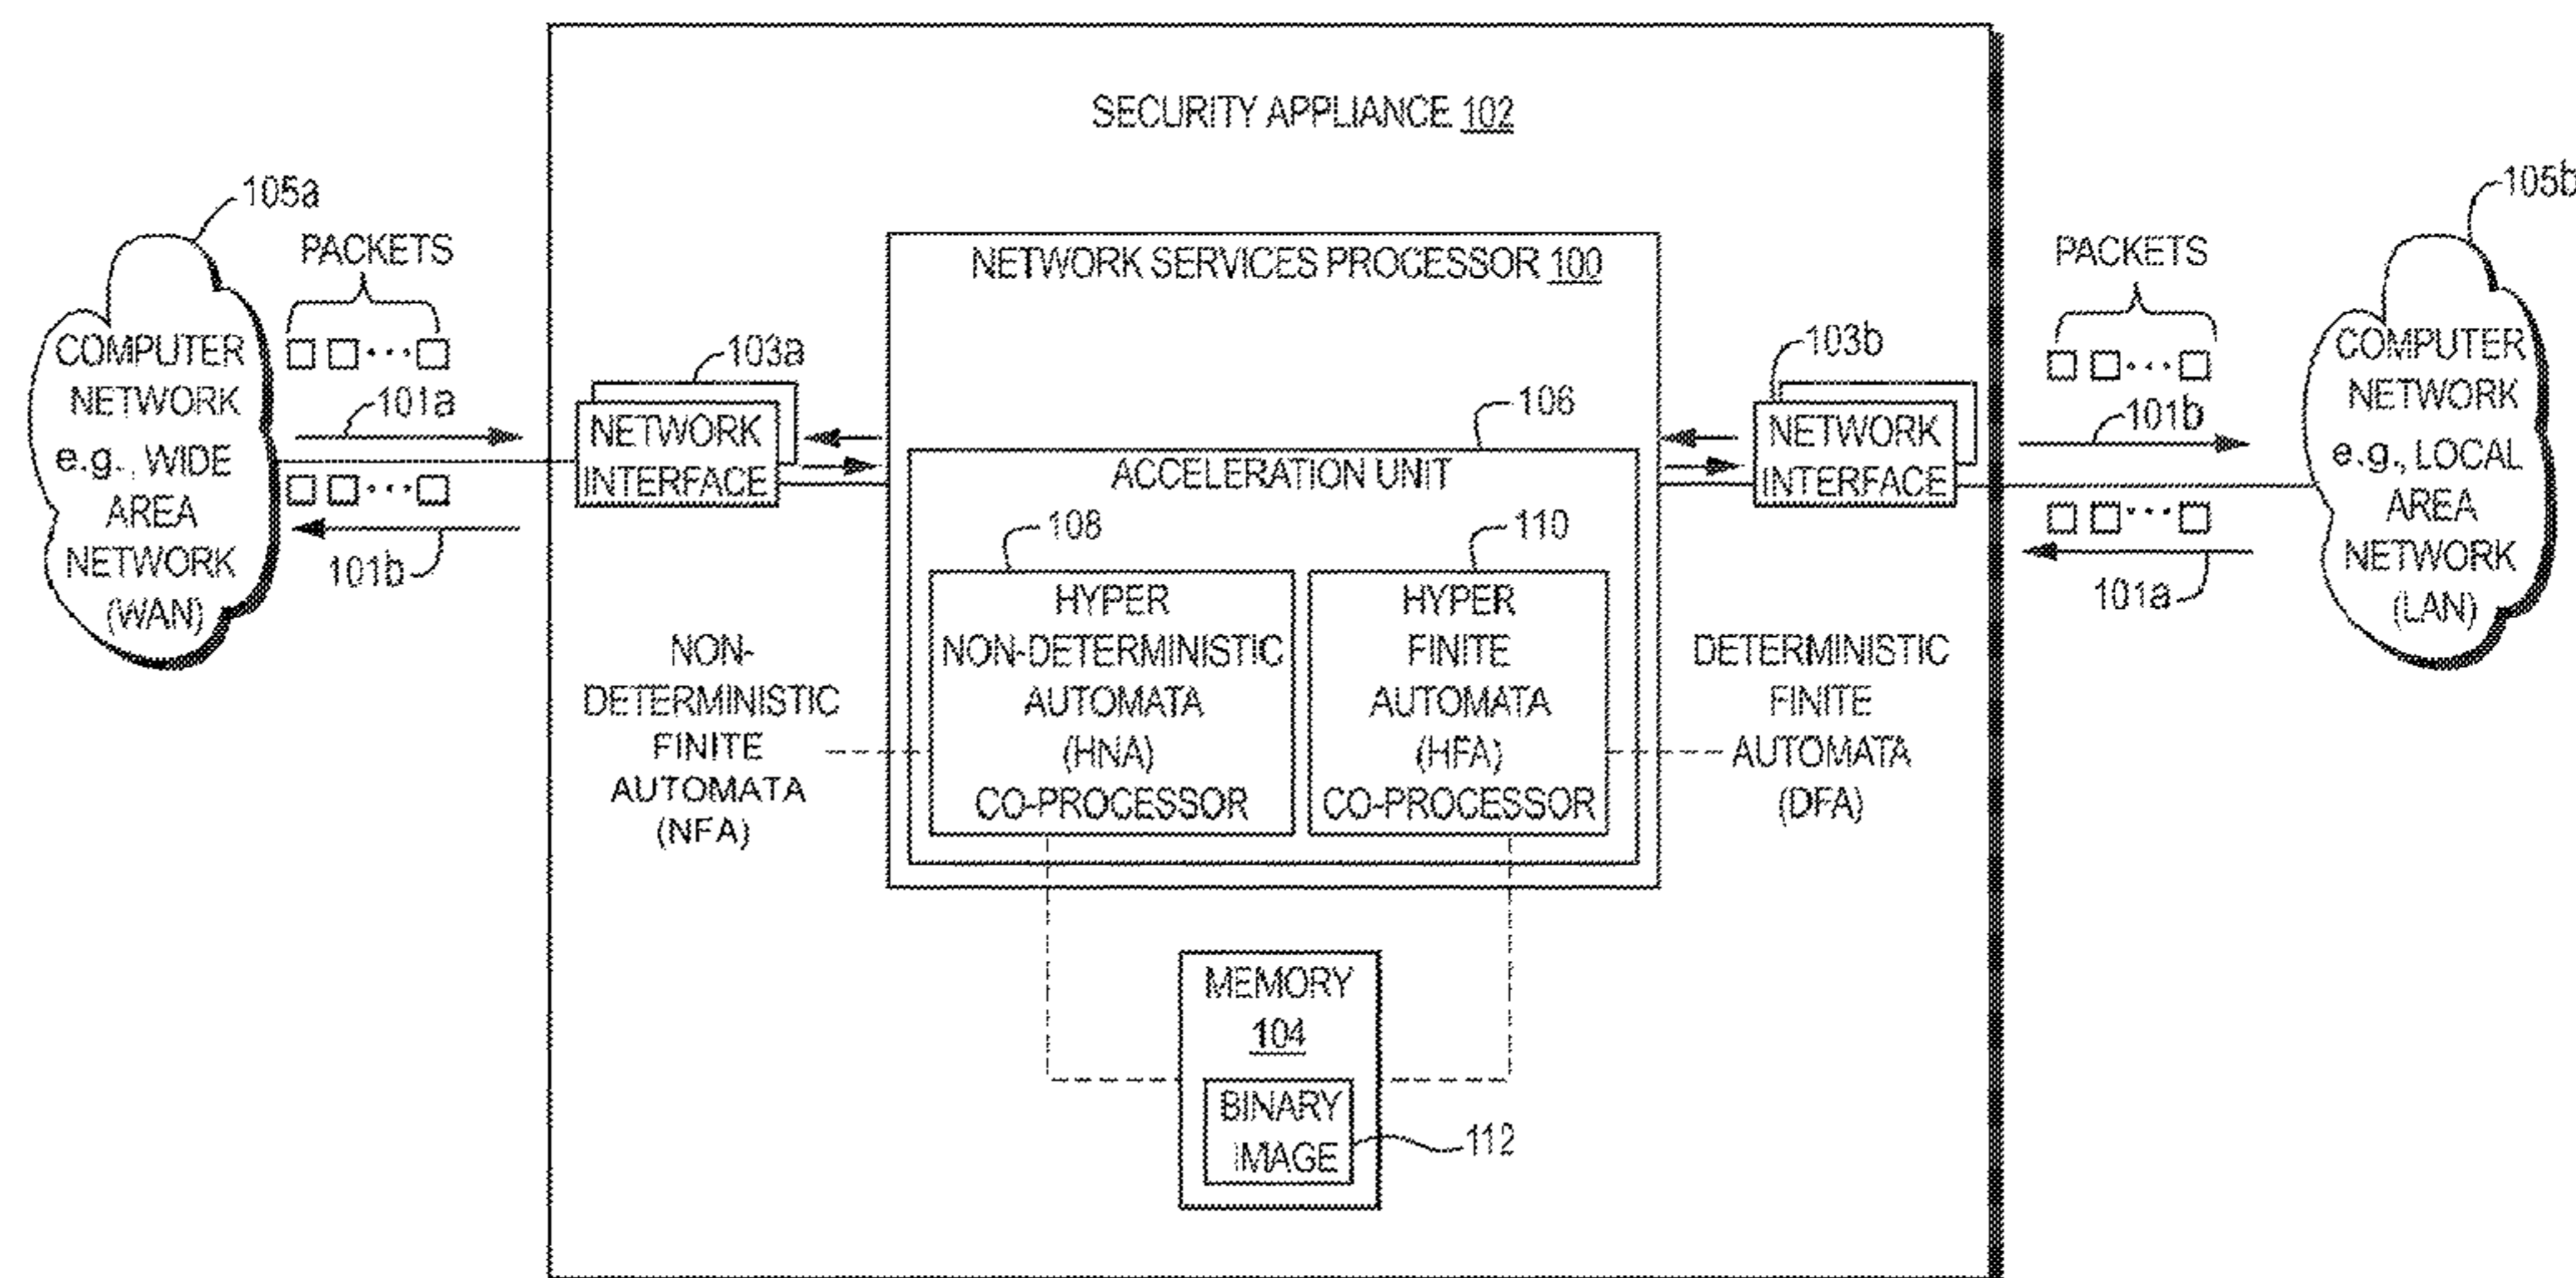 SECURITY APPLIANCE 102
105a
PACKETS
COMPUTER
NETWORK
e.g., WIDE
AREA
NETWORK
(WAN)
101a
101b
103a
NETWORK
INTERFACE
NETWORK SERVICES PROCESSOR 100
106
ACCELERATION UNIT
108
HYPER
NON-DETERMINISTIC
AUTOMATA
(HNA)
CO-PROCESSOR
110
HYPER
FINITE
AUTOMATA
(HFA)
CO-PROCESSOR
NON-
DETERMINISTIC
FINITE
AUTOMATA
(NFA)
DETERMINISTIC
FINITE
AUTOMATA
(DFA)
MEMORY
104
BINARY
IMAGE
112
103b
NETWORK
INTERFACE
PACKETS
101b
101a
105b
COMPUTER
NETWORK
e.g., LOCAL
AREA
NETWORK
(LAN)